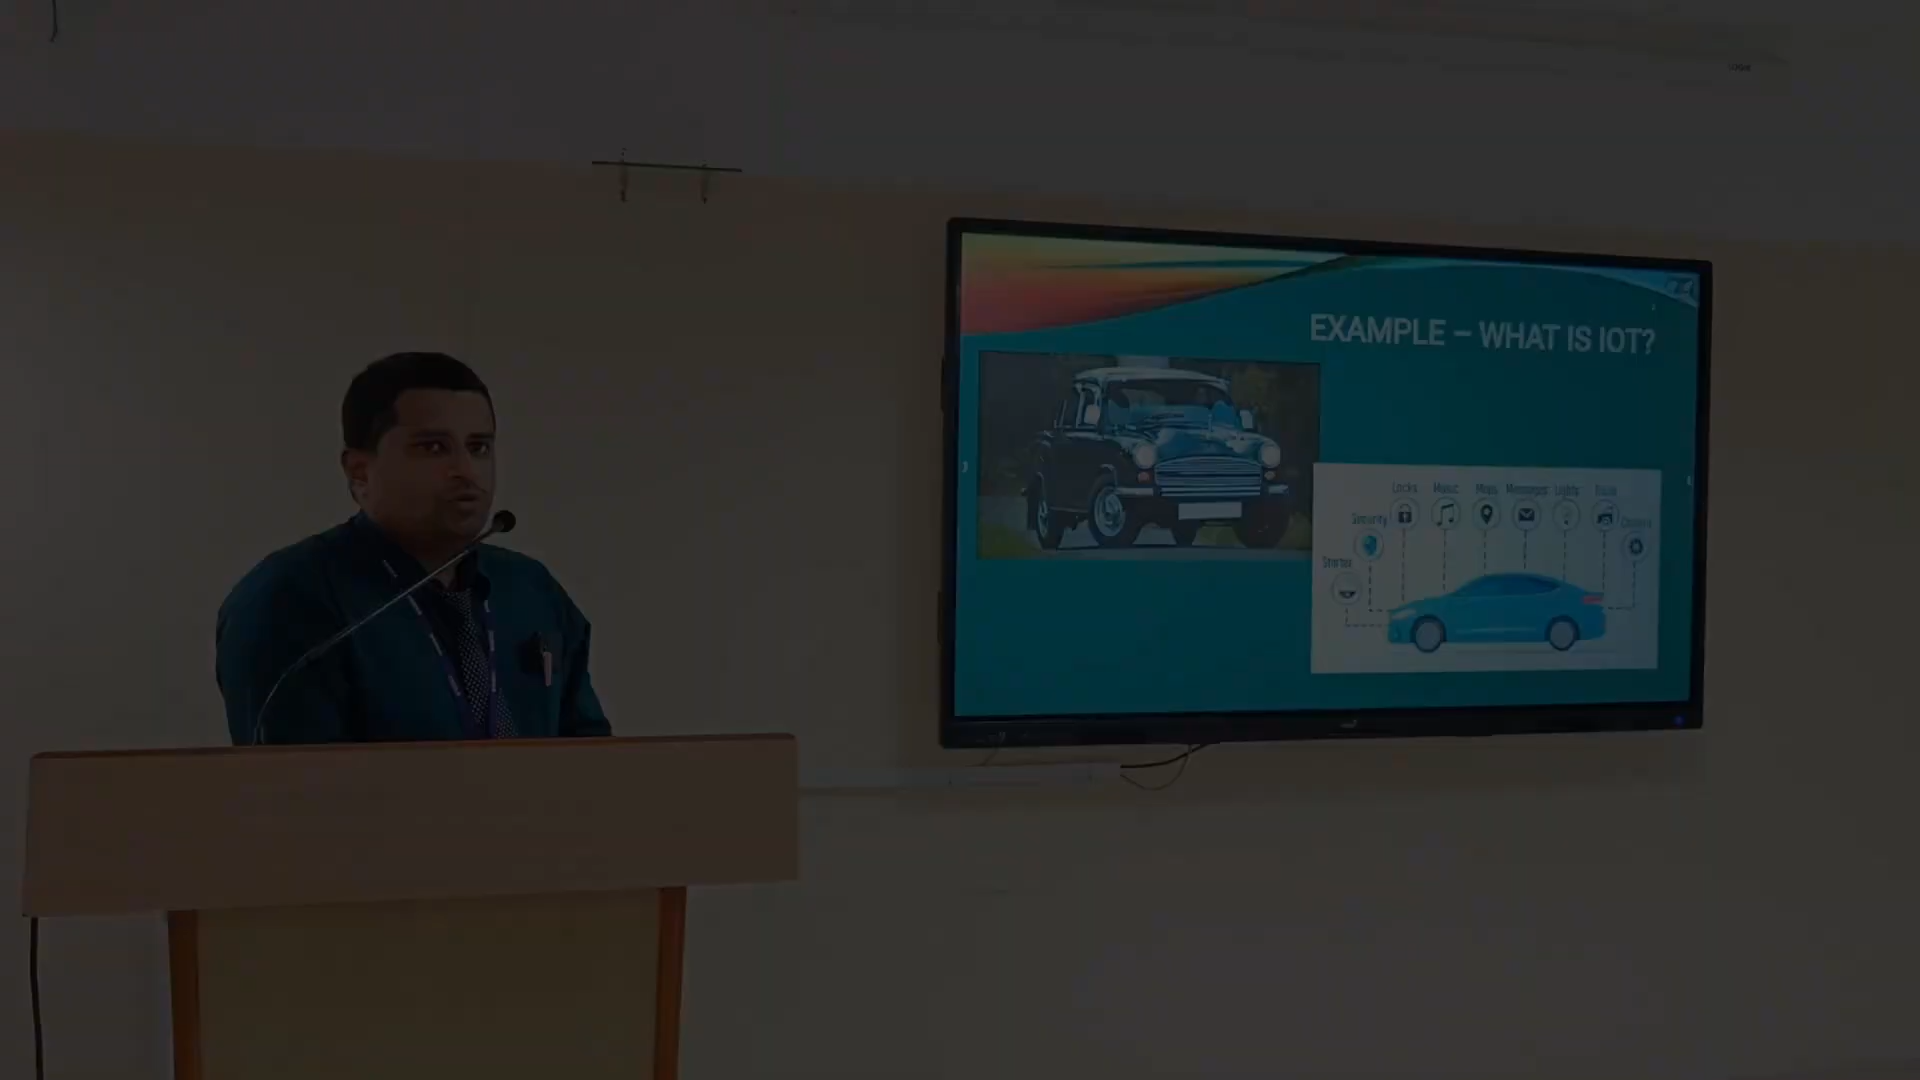 EXAMPLE – WHAT IS IOT?
Locks Music Maps Messages Lights
Security
Starter